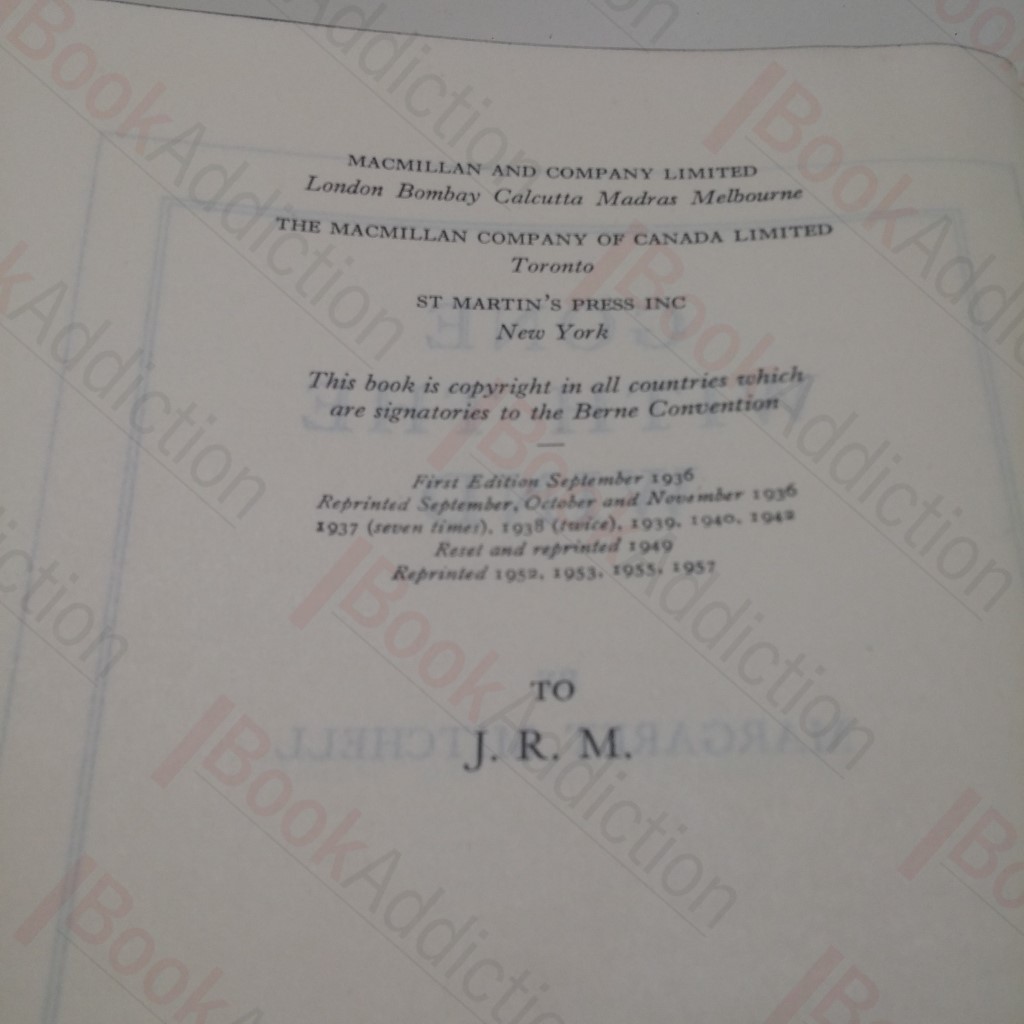 MACMILLAN AND COMPANY LIMITED
London Bombay Calcutta Madras Melbourne
THE MACMILLAN COMPANY OF CANADA LIMITED
Toronto
ST MARTIN'S PRESS INC
New York
This book is copyright in all countries which
are signatories to the Berne Convention
First Edition September 1936
Reprinted September, October and November 1936
1937 (seven times), 1938 (twice), 1939, 1940, 1942
Reset and reprinted 1949
Reprinted 1952, 1953, 1955, 1957
TO
J. R. M.
BookAddiction